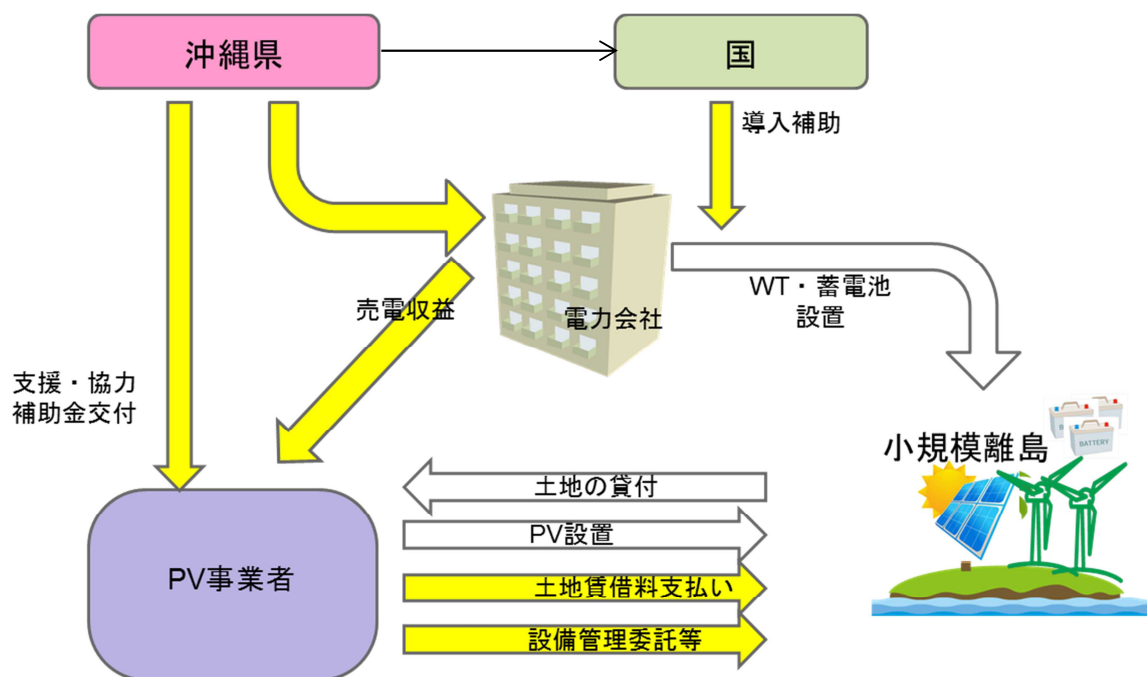 沖縄県
国
導入補助
売電収益
電力会社
WT・蓄電池
設置
支援・協力
補助金交付
小規模離島
BATTERY
土地の貸付
PV設置
PV事業者
土地賃借料支払い
設備管理委託等